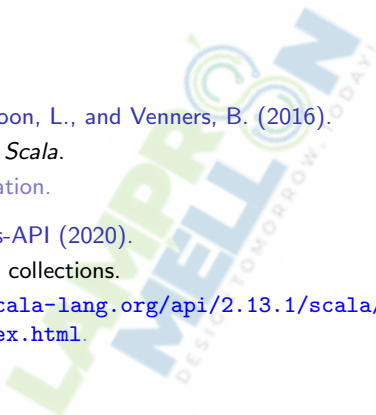 oon, L., and Venners, B. (2016).
Scala.
ation.
s-API (2020).
collections.
cala-lang.org/api/2.13.1/scala/
ex.html.
LAMPRON
MELLON
DESIGN TOMORROW, TODAY!